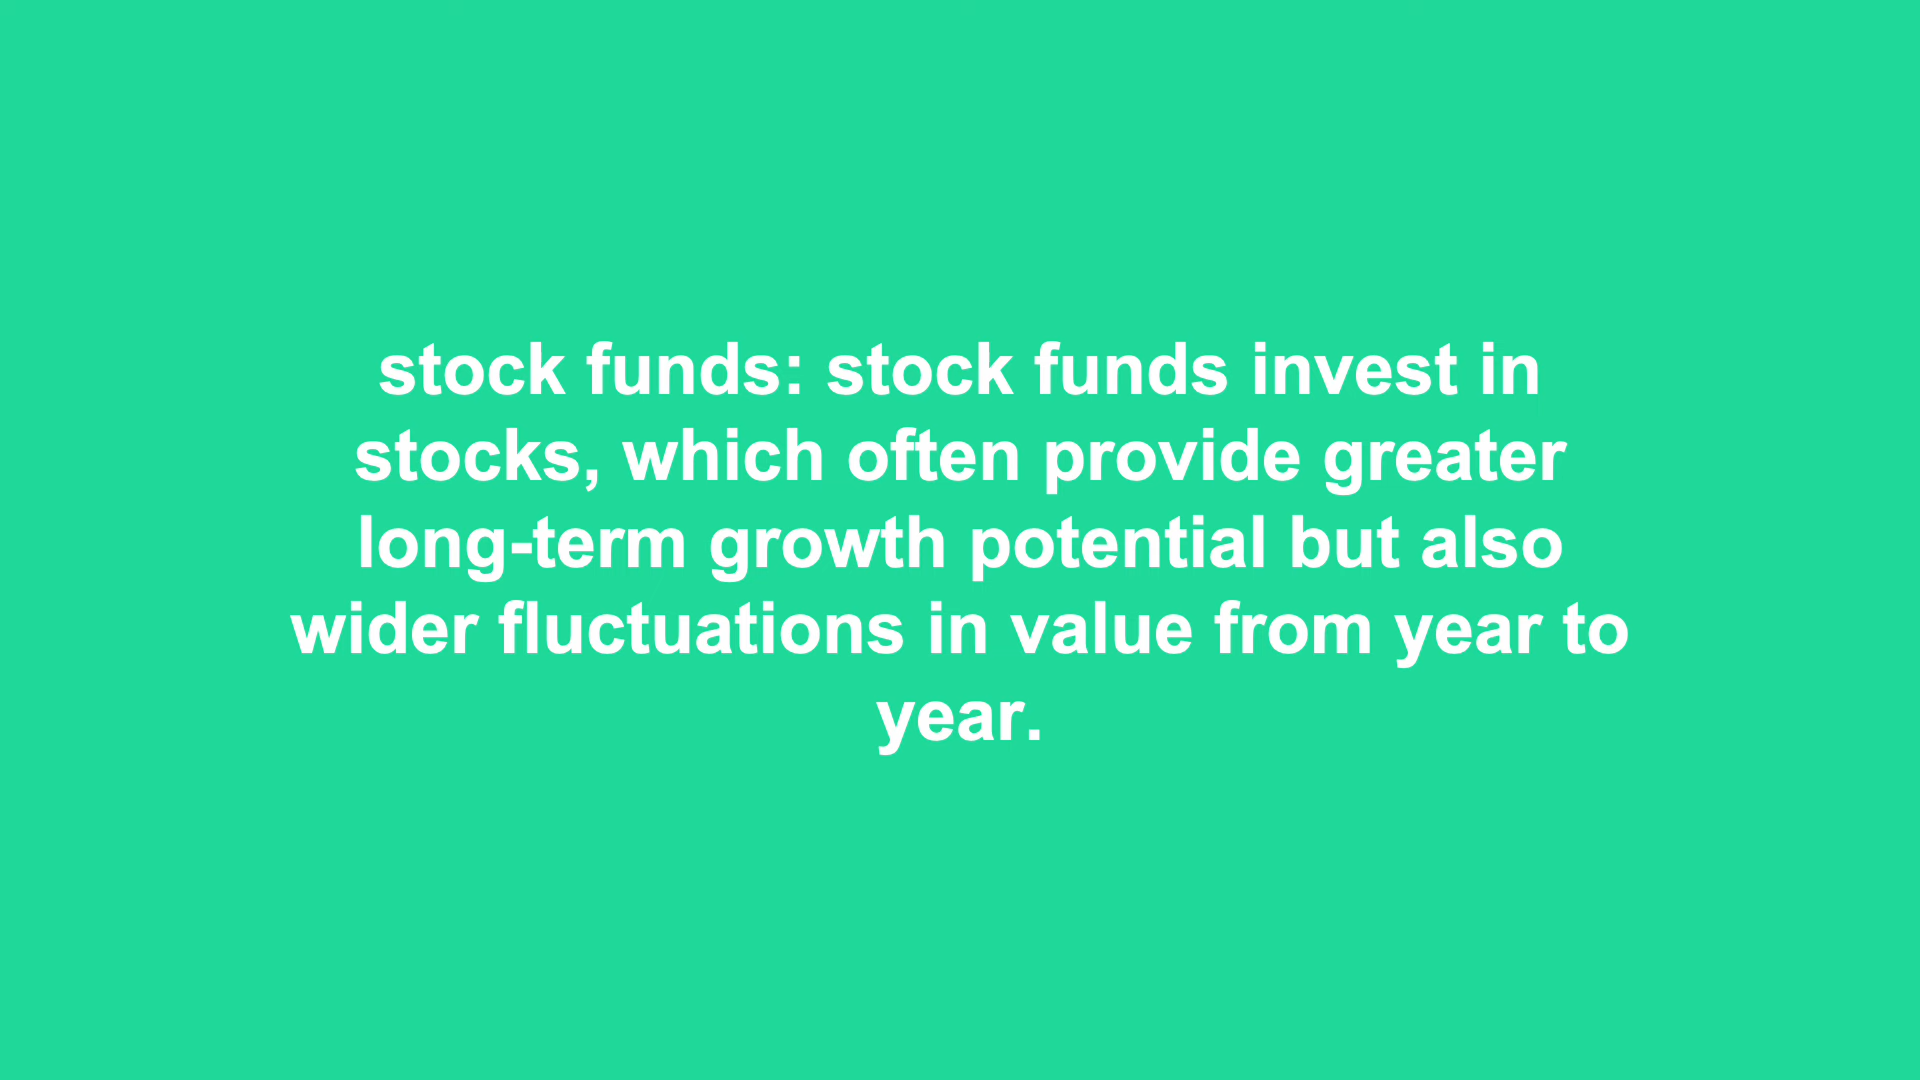 stock funds: stock funds invest in
stocks, which often provide greater
long-term growth potential but also
wider fluctuations in value from year to
year.